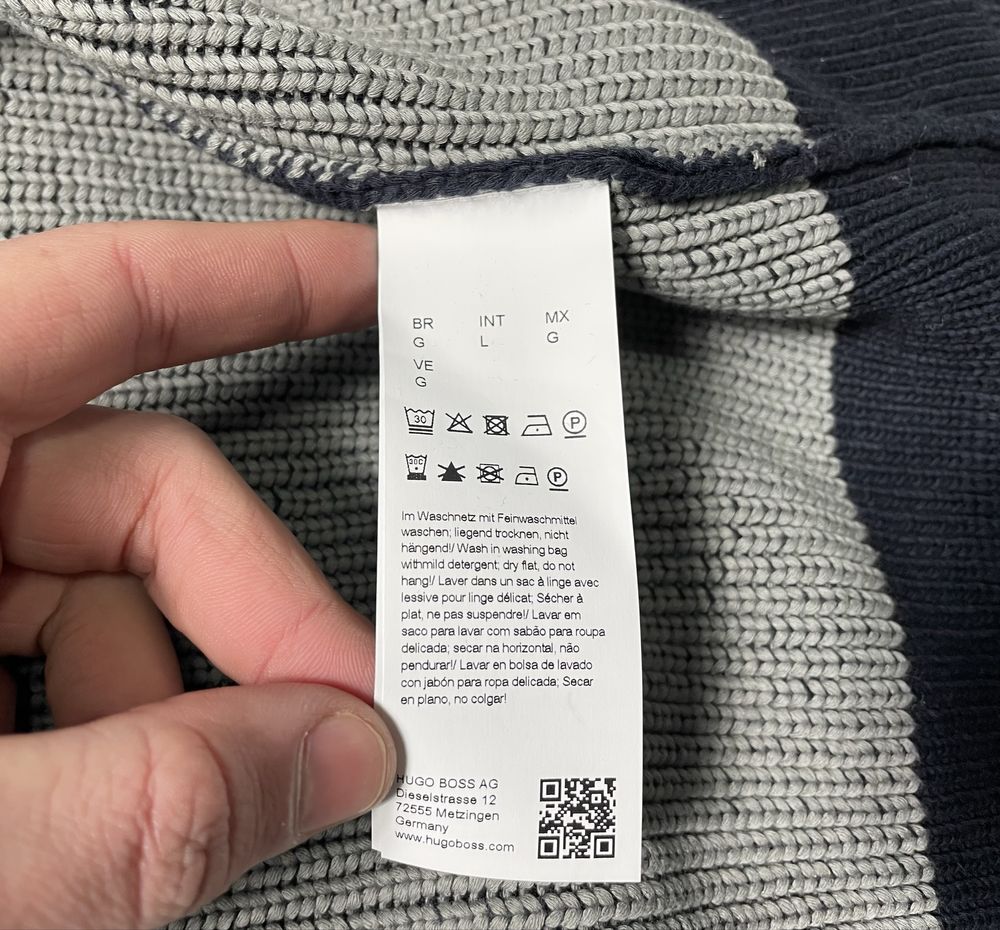 BR INT MX
G L G
VE
G
30 P
30C P
Im Waschnetz mit Feinwaschmittel
waschen; liegend trocknen, nicht
hängend!/ Wash in washing bag
withmild detergent; dry flat, do not
hang!/ Laver dans un sac à linge avec
lessive pour linge délicat; Sécher à
plat, ne pas suspendre!/ Lavar em
saco para lavar com sabão para roupa
delicada; secar na horizontal, não
pendurar!/ Lavar en bolsa de lavado
con jabón para ropa delicada; Secar
en plano, no colgar!
HUGO BOSS AG
Dieselstrasse 12
72555 Metzingen
Germany
www.hugoboss.com